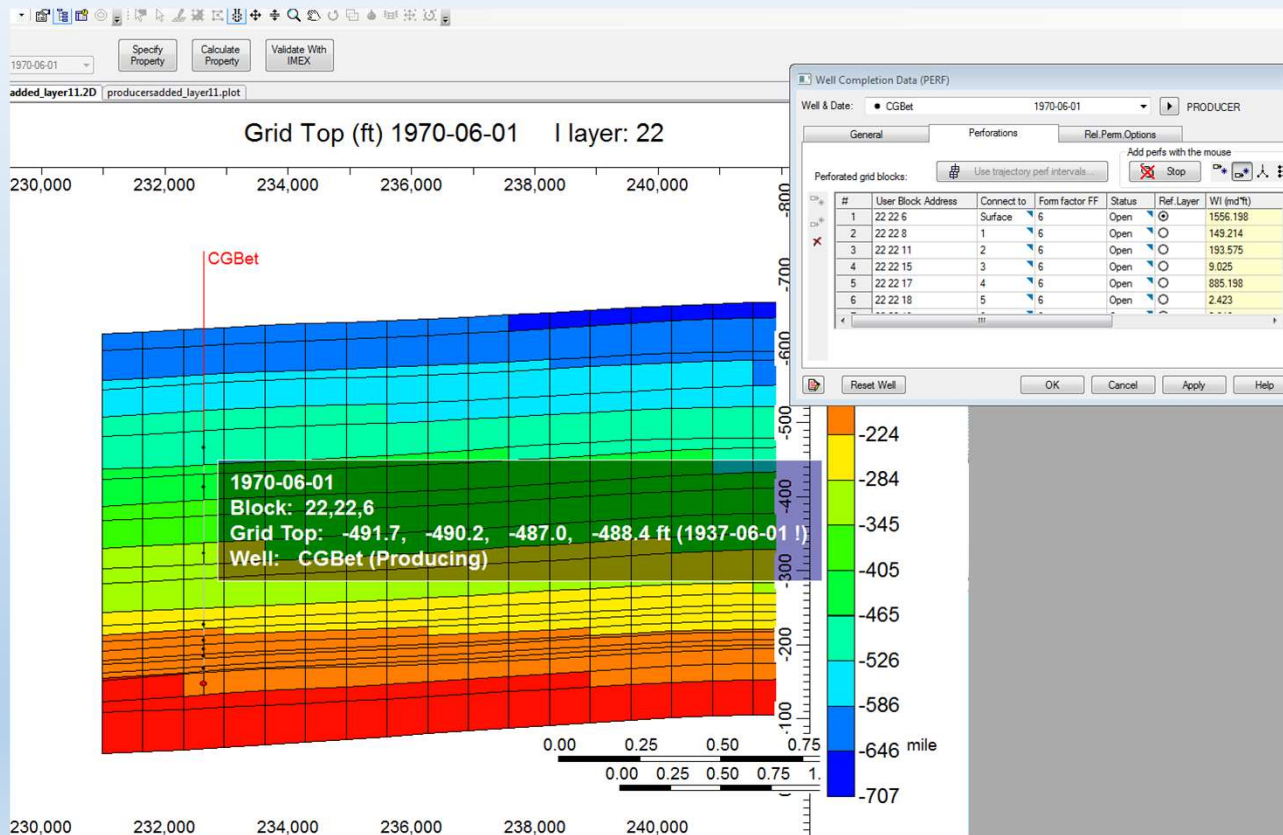 Specify Property
Calculate Property
Validate With IMEX
1970-06-01
added_layer11.2D
producersadded_layer11.plot
Grid Top (ft) 1970-06-01 I layer: 22
230,000 232,000 234,000 236,000 238,000 240,000
CGBet
-800
-700
-600
-500
-400
-300
-200
-100
1970-06-01
Block: 22,22,6
Grid Top: -491.7, -490.2, -487.0, -488.4 ft (1937-06-01 !)
Well: CGBet (Producing)
0.00 0.25 0.50 0.75
0.00 0.25 0.50 0.75 1.
mile
230,000 232,000 234,000 236,000 238,000 240,000
-224
-284
-345
-405
-465
-526
-586
-646
-707
Well Completion Data (PERF)
Well & Date: CGBet 1970-06-01 PRODUCER
General Perforations Rel.Perm.Options
Add perfs with the mouse
Perforated grid blocks: Use trajectory perf intervals... Stop
# User Block Address Connect to Form factor FF Status Ref.Layer WI (md*ft)
1 22 22 6 Surface 6 Open 1556.198
2 22 22 8 1 6 Open 149.214
3 22 22 11 2 6 Open 193.575
4 22 22 15 3 6 Open 9.025
5 22 22 17 4 6 Open 885.198
6 22 22 18 5 6 Open 2.423
Reset Well OK Cancel Apply Help